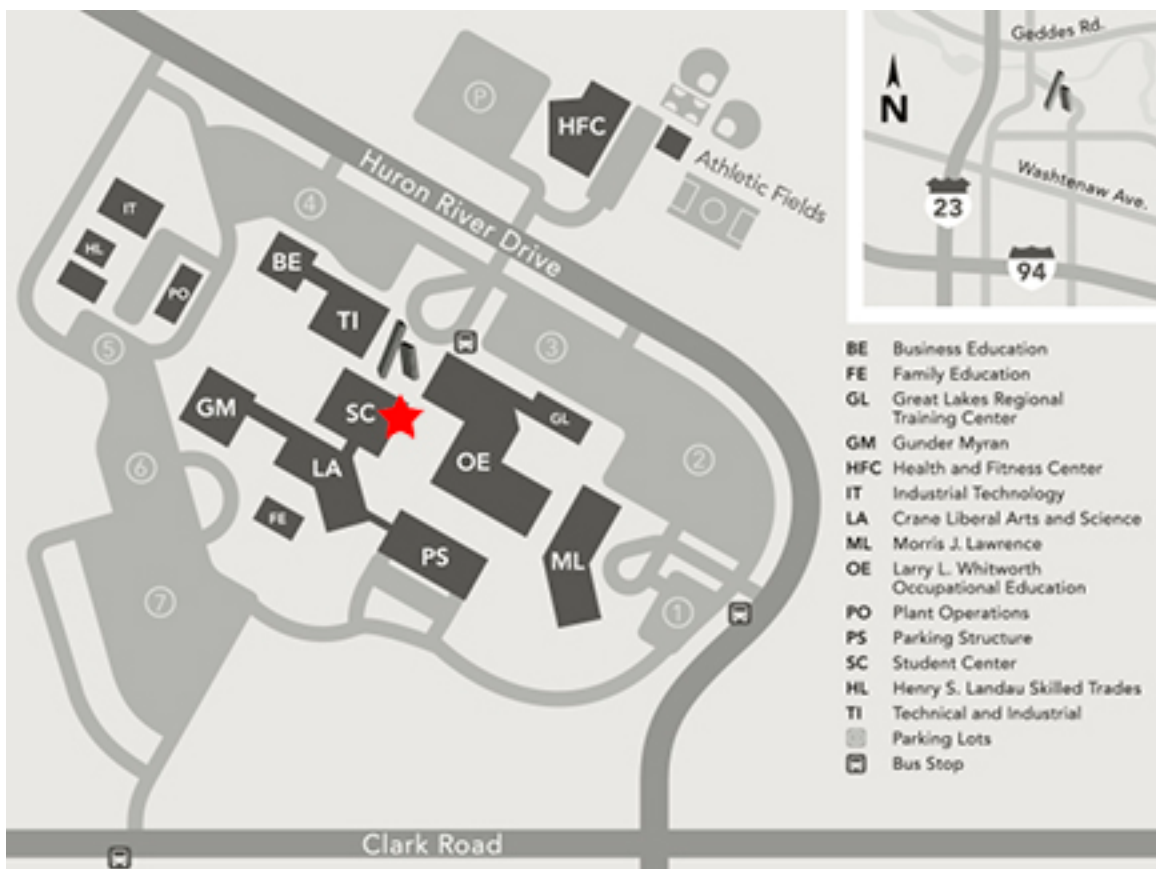 P
HFC
Athletic Fields
Huron River Drive
4
IT
HL
PO
BE
TI
5
3
GM
SC
GL
2
6
LA
OE
FE
PS
ML
7
1
Clark Road
Geddes Rd.
N
Washtenaw Ave.
23
94
BE Business Education
FE Family Education
GL Great Lakes Regional
Training Center
GM Gunder Myran
HFC Health and Fitness Center
IT Industrial Technology
LA Crane Liberal Arts and Science
ML Morris J. Lawrence
OE Larry L. Whitworth
Occupational Education
PO Plant Operations
PS Parking Structure
SC Student Center
HL Henry S. Landau Skilled Trades
TI Technical and Industrial
Parking Lots
Bus Stop